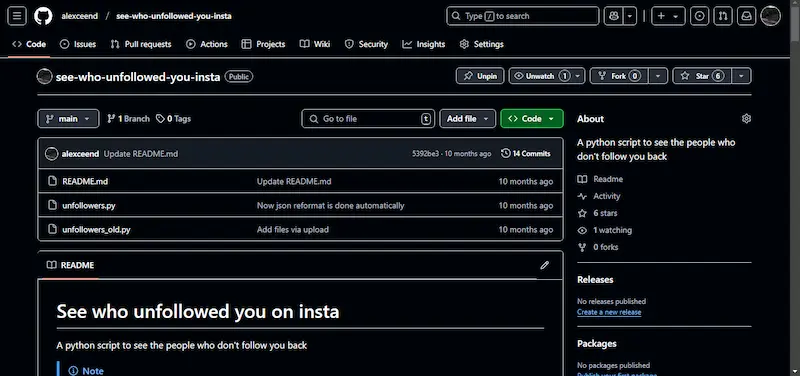 alexceend / see-who-unfollowed-you-insta
Type / to search
Code Issues Pull requests Actions Projects Wiki Security Insights Settings
see-who-unfollowed-you-insta Public
Unpin Unwatch 1 Fork 0 Star 6
main 1 Branch 0 Tags Go to file t Add file Code
alexceend Update README.md 5392be3 · 10 months ago 14 Commits
README.md Update README.md 10 months ago
unfollowers.py Now json reformat is done automatically 10 months ago
unfollowers_old.py Add files via upload 10 months ago
README
See who unfollowed you on insta
A python script to see the people who don't follow you back
Note
About
A python script to see the people who
don't follow you back
Readme
Activity
6 stars
1 watching
0 forks
Releases
No releases published
Create a new release
Packages
No packages published
Publish your first package